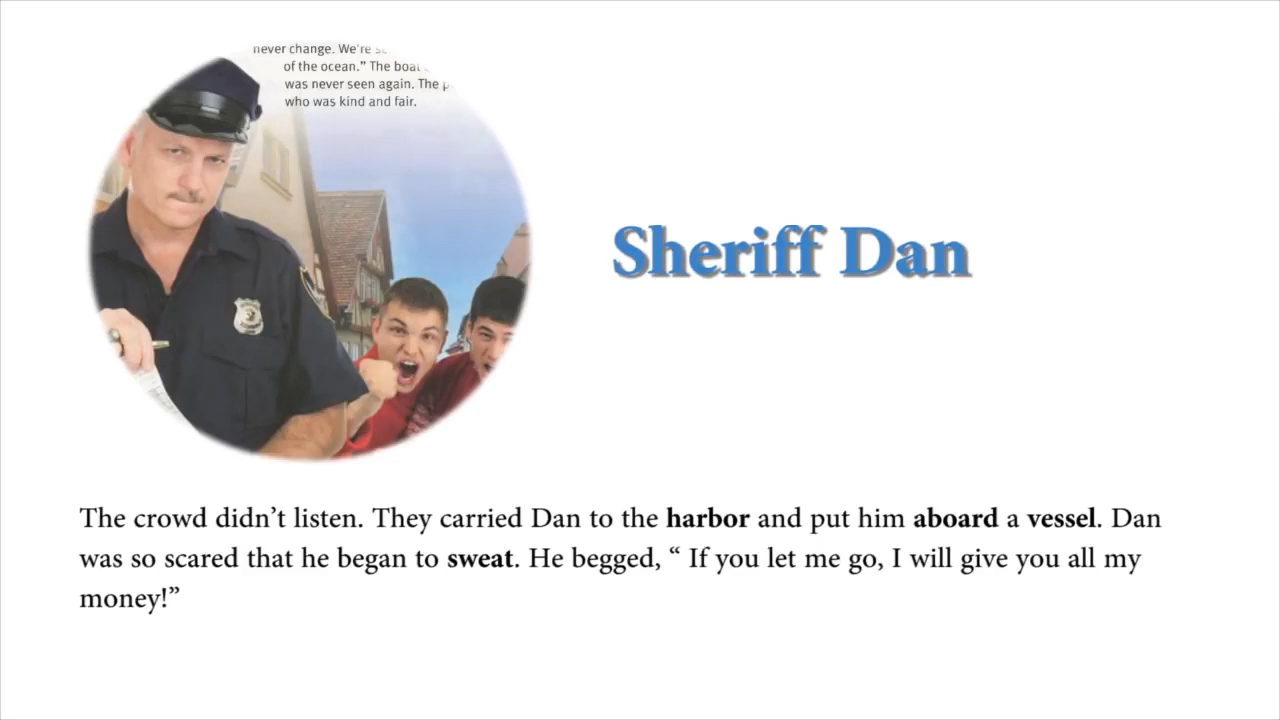 never change. We're
of the ocean.” The boat
was never seen again. The
who was kind and fair.
Sheriff Dan
The crowd didn’t listen. They carried Dan to the harbor and put him aboard a vessel. Dan
was so scared that he began to sweat. He begged, “ If you let me go, I will give you all my
money!”